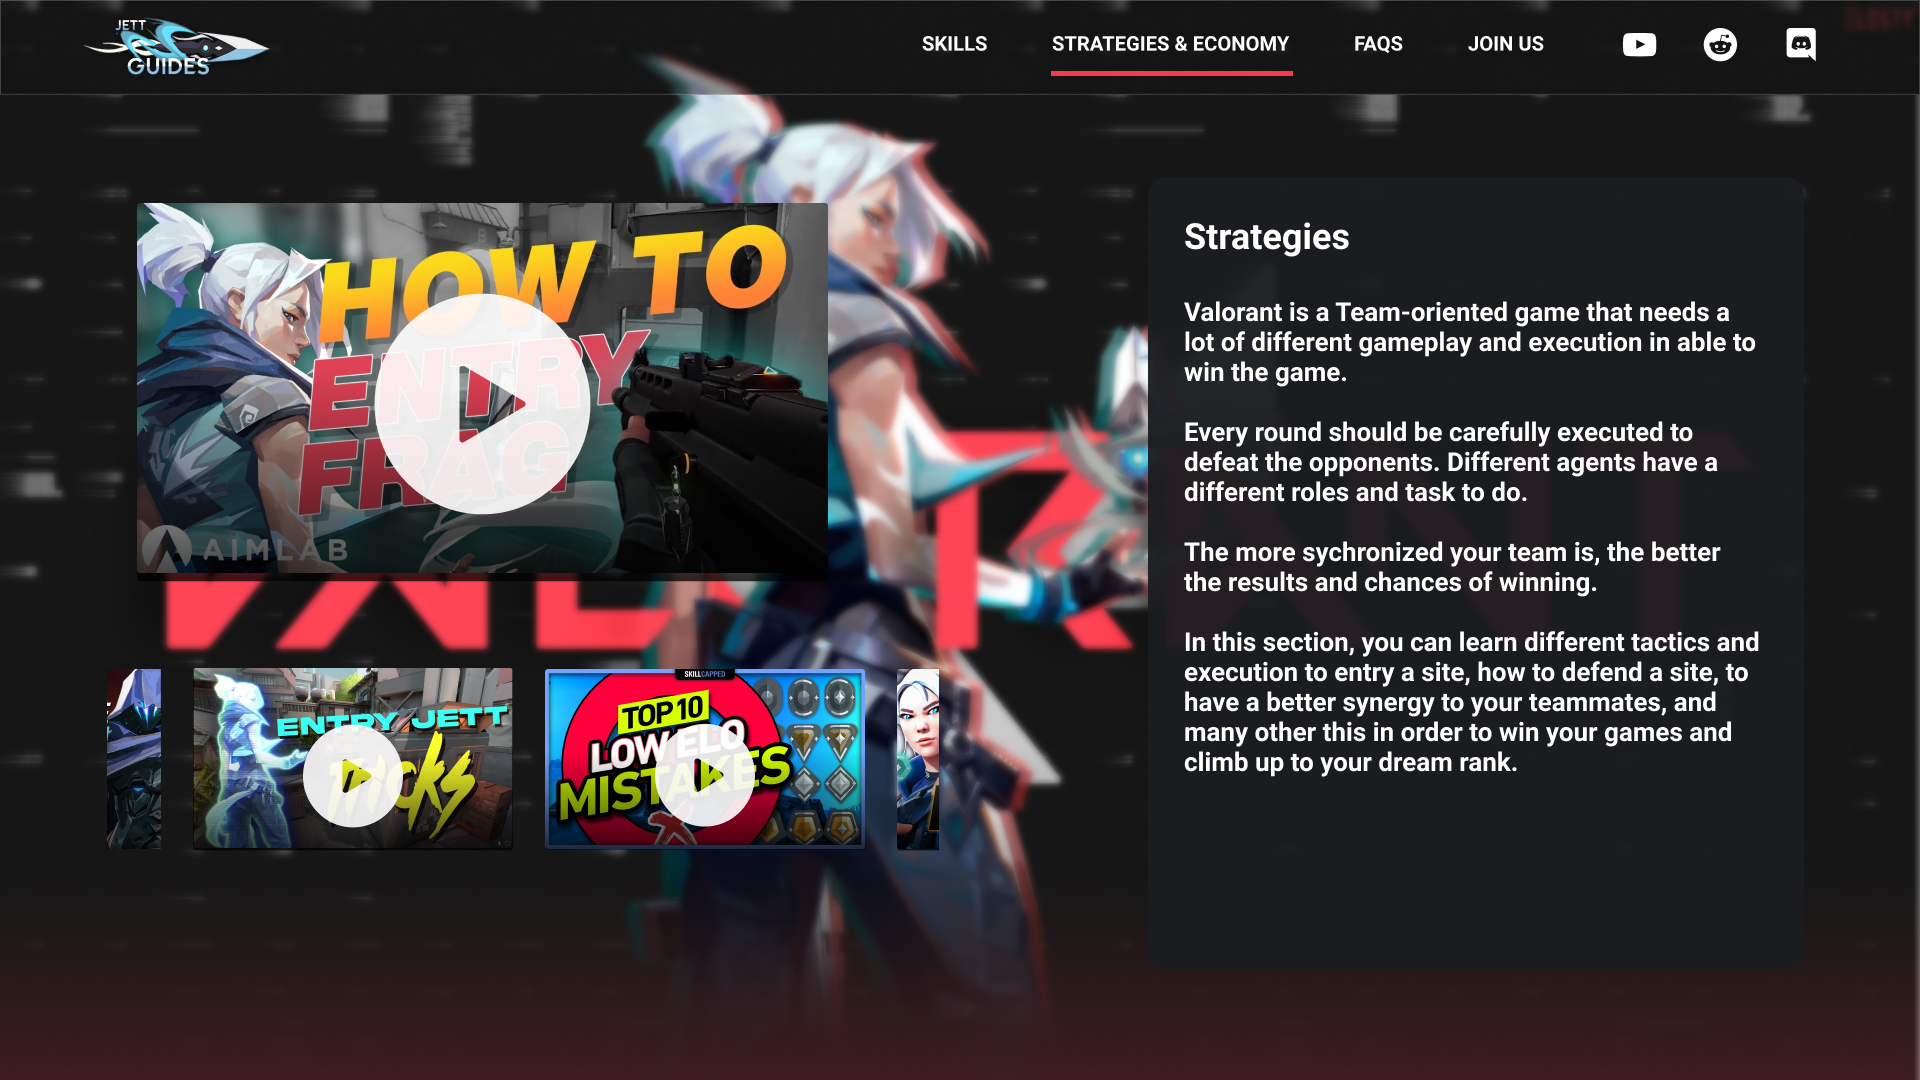 JETT
GUIDES
SKILLS
STRATEGIES & ECONOMY
FAQS
JOIN US
HOW TO
ENTRY
FRAG
AIMLAB
Strategies
Valorant is a Team-oriented game that needs a
lot of different gameplay and execution in able to
win the game.
Every round should be carefully executed to
defeat the opponents. Different agents have a
different roles and task to do.
The more sychronized your team is, the better
the results and chances of winning.
In this section, you can learn different tactics and
execution to entry a site, how to defend a site, to
have a better synergy to your teammates, and
many other this in order to win your games and
climb up to your dream rank.
ENTRY JETT
TRICKS
SKILLCAPPED
TOP 10
LOW ELO
MISTAKES